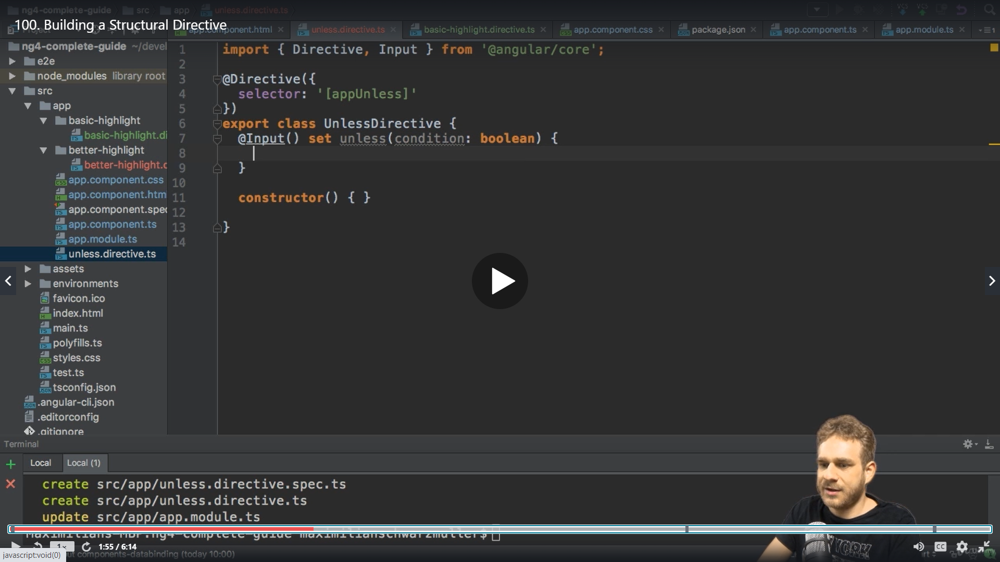 ng4-complete-guide src app unless.directive.ts
100. Building a Structural Directive
Project
app.component.html unless.directive.ts basic-highlight.directive.ts app.component.css package.json app.component.ts app.module.ts
ng4-complete-guide ~/devel
e2e
node_modules library root
src
app
basic-highlight
basic-highlight.di
better-highlight
better-highlight.c
app.component.css
app.component.htm
app.component.spec
app.component.ts
app.module.ts
unless.directive.ts
assets
environments
favicon.ico
index.html
main.ts
polyfills.ts
styles.css
test.ts
tsconfig.json
.angular-cli.json
.editorconfig
.gitignore
1 import { Directive, Input } from '@angular/core';
2
3 @Directive({
4 selector: '[appUnless]'
5 })
6 export class UnlessDirective {
7 @Input() set unless(condition: boolean) {
8
9 }
10
11 constructor() { }
12
13 }
14
Terminal
Local Local (1)
create src/app/unless.directive.spec.ts
create src/app/unless.directive.ts
update src/app/app.module.ts
Maximilians-MBP:ng4-complete-guide maximilianschwarzmuller$
1x 1:55 / 6:14 CC
javascript:void(0)
components-databinding (today 10:00)
YORK